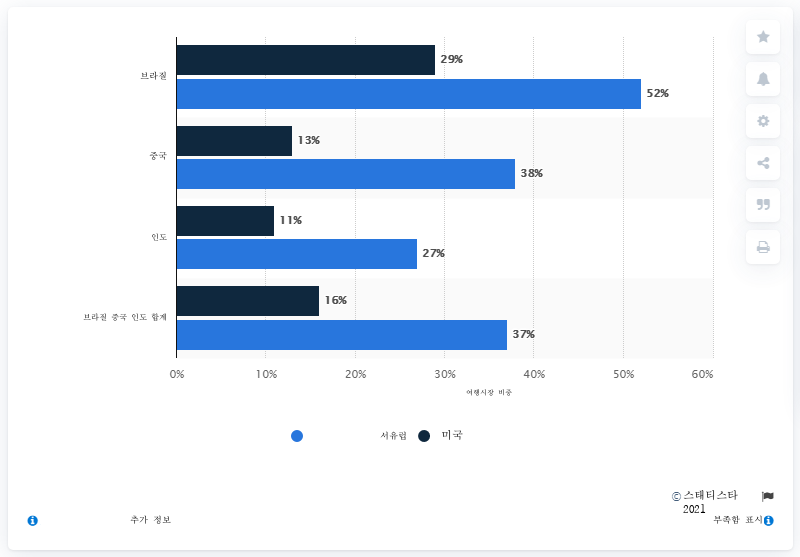 브라질
29%
52%
중국
13%
38%
인도
11%
27%
브라질 중국 인도 합계
16%
37%
0% 10% 20% 30% 40% 50% 60%
여행시장 비중
서유럽 미국
© 스태티스타
2021
추가 정보 부족함 표시